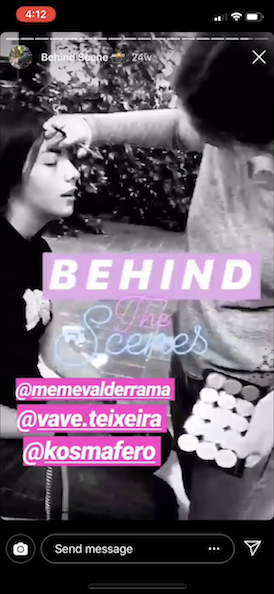 4:12
Behind Scene 24w
BEHIND
The
Scenes
@memevalderrama
@vave.teixeira
@kosmafero
Send message